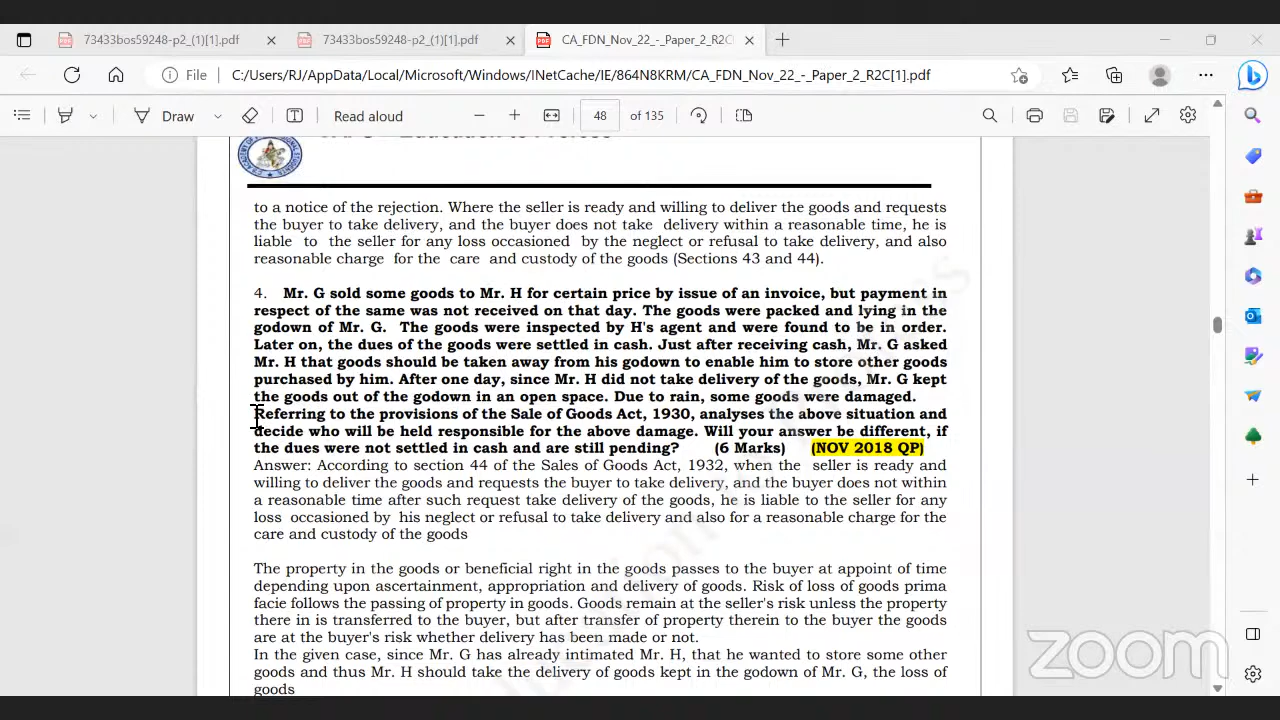 73433bos59248-p2_(1)[1].pdf
73433bos59248-p2_(1)[1].pdf
CA_FDN_Nov_22_-_Paper_2_R2C
File
C:/Users/RJ/AppData/Local/Microsoft/Windows/INetCache/IE/864N8KRM/CA_FDN_Nov_22_-_Paper_2_R2C[1].pdf
Draw
Read aloud
48 of 135
to a notice of the rejection. Where the seller is ready and willing to deliver the goods and requests
the buyer to take delivery, and the buyer does not take delivery within a reasonable time, he is
liable to the seller for any loss occasioned by the neglect or refusal to take delivery, and also
reasonable charge for the care and custody of the goods (Sections 43 and 44).
4. Mr. G sold some goods to Mr. H for certain price by issue of an invoice, but payment in
respect of the same was not received on that day. The goods were packed and lying in the
godown of Mr. G. The goods were inspected by H's agent and were found to be in order.
Later on, the dues of the goods were settled in cash. Just after receiving cash, Mr. G asked
Mr. H that goods should be taken away from his godown to enable him to store other goods
purchased by him. After one day, since Mr. H did not take delivery of the goods, Mr. G kept
the goods out of the godown in an open space. Due to rain, some goods were damaged.
Referring to the provisions of the Sale of Goods Act, 1930, analyses the above situation and
decide who will be held responsible for the above damage. Will your answer be different, if
the dues were not settled in cash and are still pending? (6 Marks) (NOV 2018 QP)
Answer: According to section 44 of the Sales of Goods Act, 1932, when the seller is ready and
willing to deliver the goods and requests the buyer to take delivery, and the buyer does not within
a reasonable time after such request take delivery of the goods, he is liable to the seller for any
loss occasioned by his neglect or refusal to take delivery and also for a reasonable charge for the
care and custody of the goods
The property in the goods or beneficial right in the goods passes to the buyer at appoint of time
depending upon ascertainment, appropriation and delivery of goods. Risk of loss of goods prima
facie follows the passing of property in goods. Goods remain at the seller's risk unless the property
there in is transferred to the buyer, but after transfer of property therein to the buyer the goods
are at the buyer's risk whether delivery has been made or not.
In the given case, since Mr. G has already intimated Mr. H, that he wanted to store some other
goods and thus Mr. H should take the delivery of goods kept in the godown of Mr. G, the loss of
goods
zoom